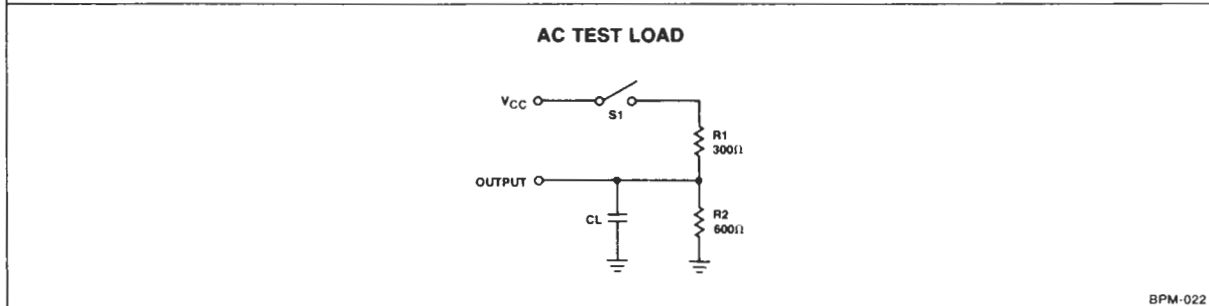 AC TEST LOAD
VCC
S1
R1
300Ω
OUTPUT
CL
R2
600Ω
BPM-022